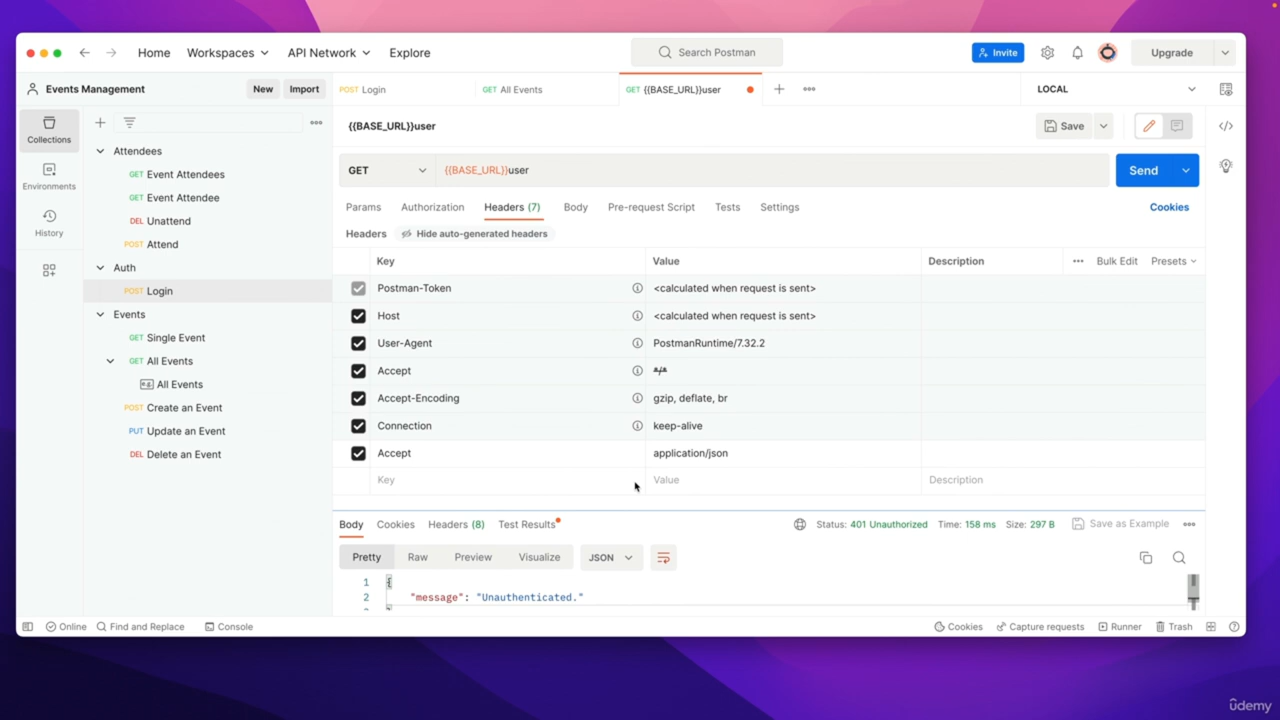 Home Workspaces API Network Explore Search Postman Invite Upgrade
Events Management New Import
POST Login GET All Events GET {{BASE_URL}}user LOCAL
Collections
Environments
History
Attendees
GET Event Attendees
GET Event Attendee
DEL Unattend
POST Attend
Auth
POST Login
Events
GET Single Event
GET All Events
All Events
POST Create an Event
PUT Update an Event
DEL Delete an Event
{{BASE_URL}}user Save
GET {{BASE_URL}}user Send
Params Authorization Headers (7) Body Pre-request Script Tests Settings Cookies
Headers Hide auto-generated headers
Key Value Description Bulk Edit Presets
Postman-Token <calculated when request is sent>
Host <calculated when request is sent>
User-Agent PostmanRuntime/7.32.2
Accept */*
Accept-Encoding gzip, deflate, br
Connection keep-alive
Accept application/json
Key Value Description
Body Cookies Headers (8) Test Results Status: 401 Unauthorized Time: 158 ms Size: 297 B Save as Example
Pretty Raw Preview Visualize JSON
1 {
2 "message": "Unauthenticated."
Online Find and Replace Console Cookies Capture requests Runner Trash
ûdemy